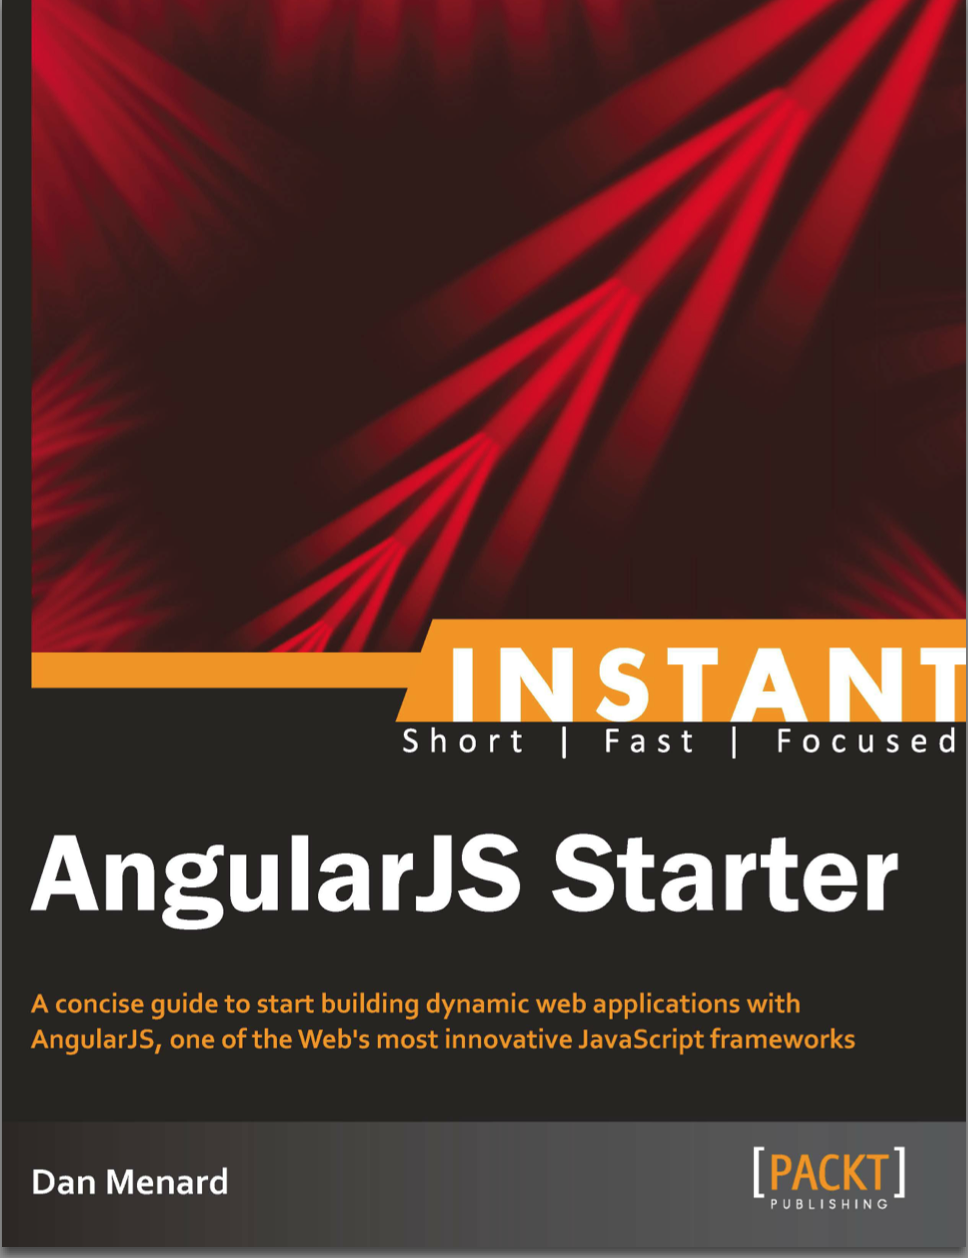 INSTANT
Short | Fast | Focused
AngularJS Starter
A concise guide to start building dynamic web applications with
AngularJS, one of the Web's most innovative JavaScript frameworks
Dan Menard
[PACKT]
PUBLISHING